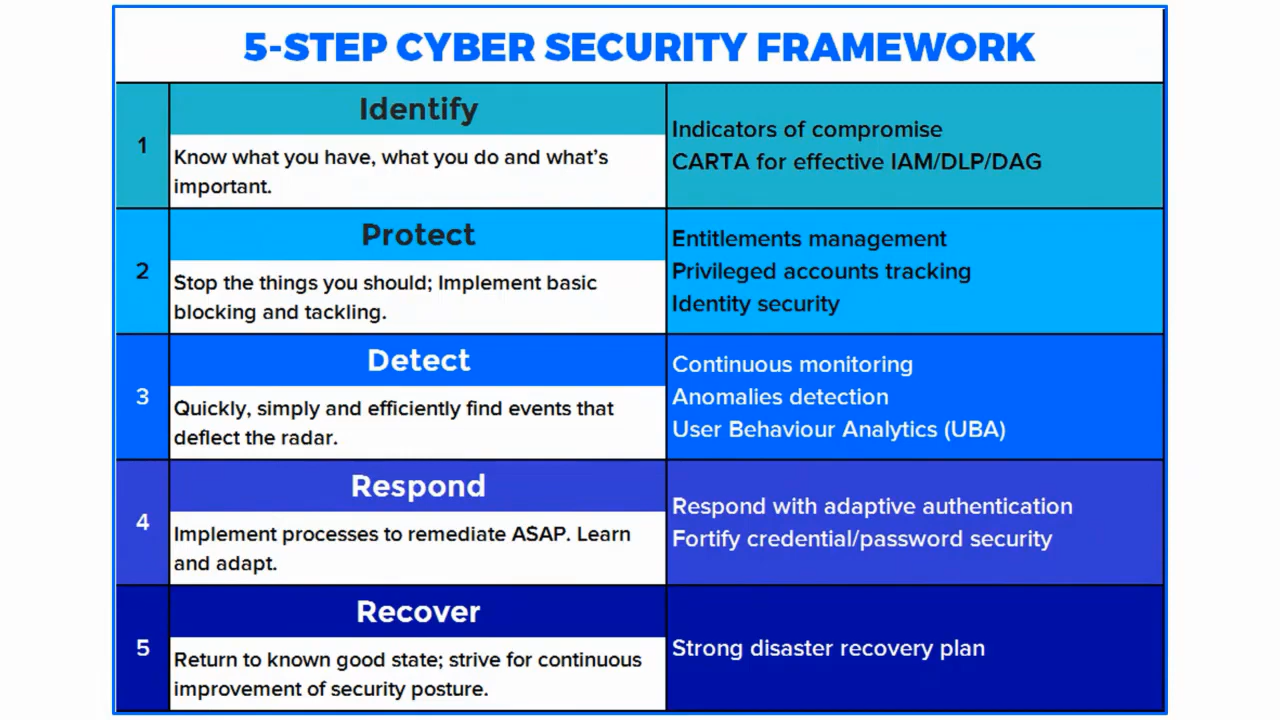 5-STEP CYBER SECURITY FRAMEWORK
1
Identify
Know what you have, what you do and what's
important.
Indicators of compromise
CARTA for effective IAM/DLP/DAG
2
Protect
Stop the things you should; Implement basic
blocking and tackling.
Entitlements management
Privileged accounts tracking
Identity security
3
Detect
Quickly, simply and efficiently find events that
deflect the radar.
Continuous monitoring
Anomalies detection
User Behaviour Analytics (UBA)
4
Respond
Implement processes to remediate ASAP. Learn
and adapt.
Respond with adaptive authentication
Fortify credential/password security
5
Recover
Return to known good state; strive for continuous
improvement of security posture.
Strong disaster recovery plan